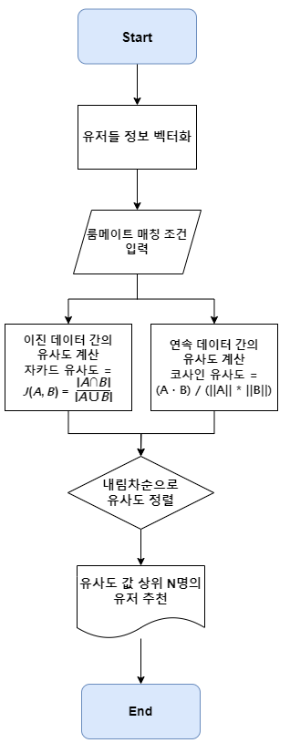 Start
유저들 정보 벡터화
룸메이트 매칭 조건
입력
이진 데이터 간의
유사도 계산
자카드 유사도 =
J(A, B) = |A∩B| / |A∪B|
연속 데이터 간의
유사도 계산
코사인 유사도 =
(A · B) / (||A|| * ||B||)
내림차순으로
유사도 정렬
유사도 값 상위 N명의
유저 추천
End